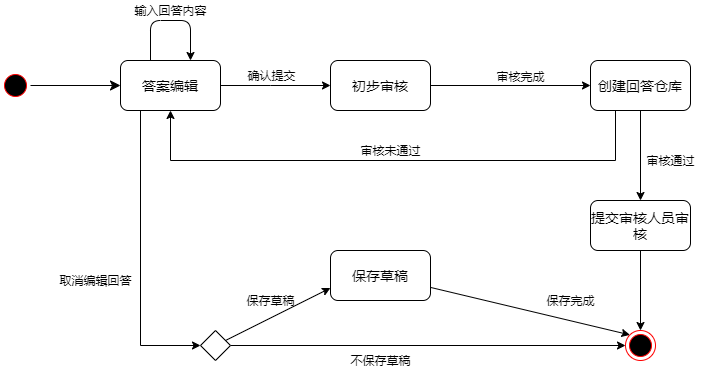 输入回答内容
答案编辑
确认提交
初步审核
审核完成
创建回答仓库
审核未通过
审核通过
提交审核人员审
核
取消编辑回答
保存草稿
保存草稿
保存完成
不保存草稿